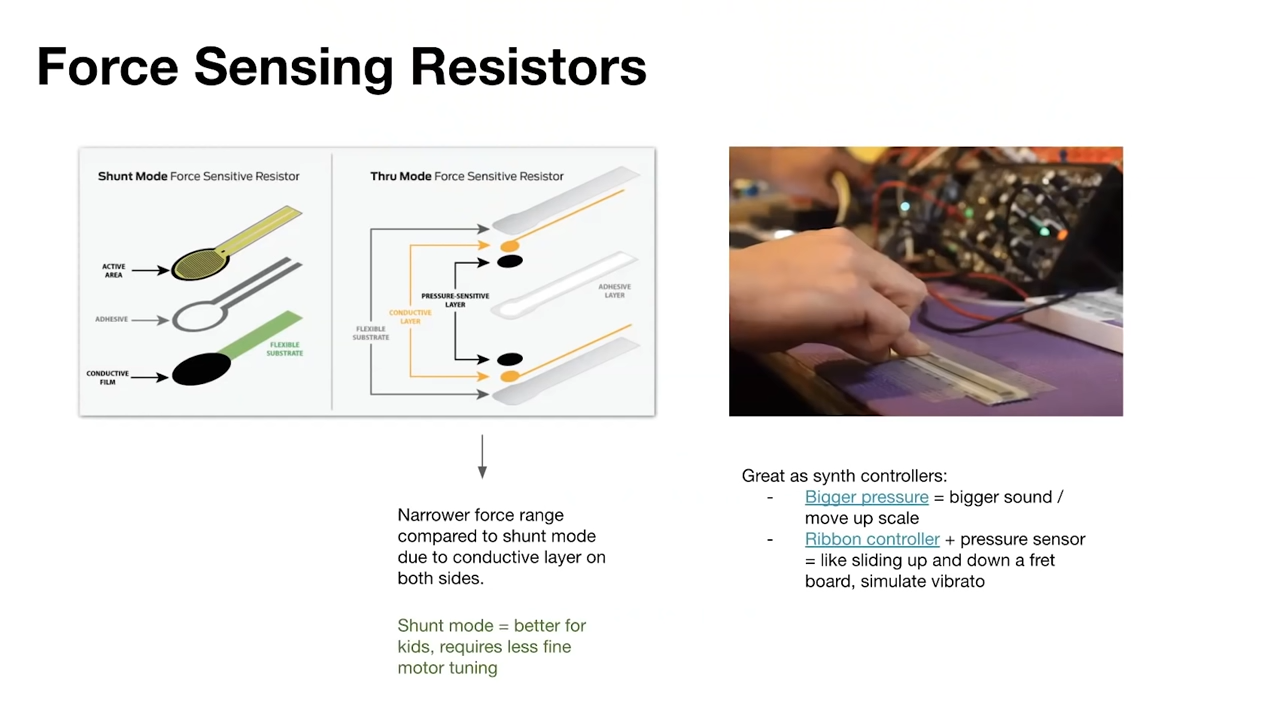 Force Sensing Resistors
Shunt Mode Force Sensitive Resistor
ACTIVE
AREA
ADHESIVE
FLEXIBLE
SUBSTRATE
CONDUCTIVE
FILM
Thru Mode Force Sensitive Resistor
PRESSURE-SENSITIVE
LAYER
ADHESIVE
LAYER
CONDUCTIVE
LAYER
FLEXIBLE
SUBSTRATE
Narrower force range
compared to shunt mode
due to conductive layer on
both sides.
Shunt mode = better for
kids, requires less fine
motor tuning
Great as synth controllers:
- Bigger pressure = bigger sound /
move up scale
- Ribbon controller + pressure sensor
= like sliding up and down a fret
board, simulate vibrato